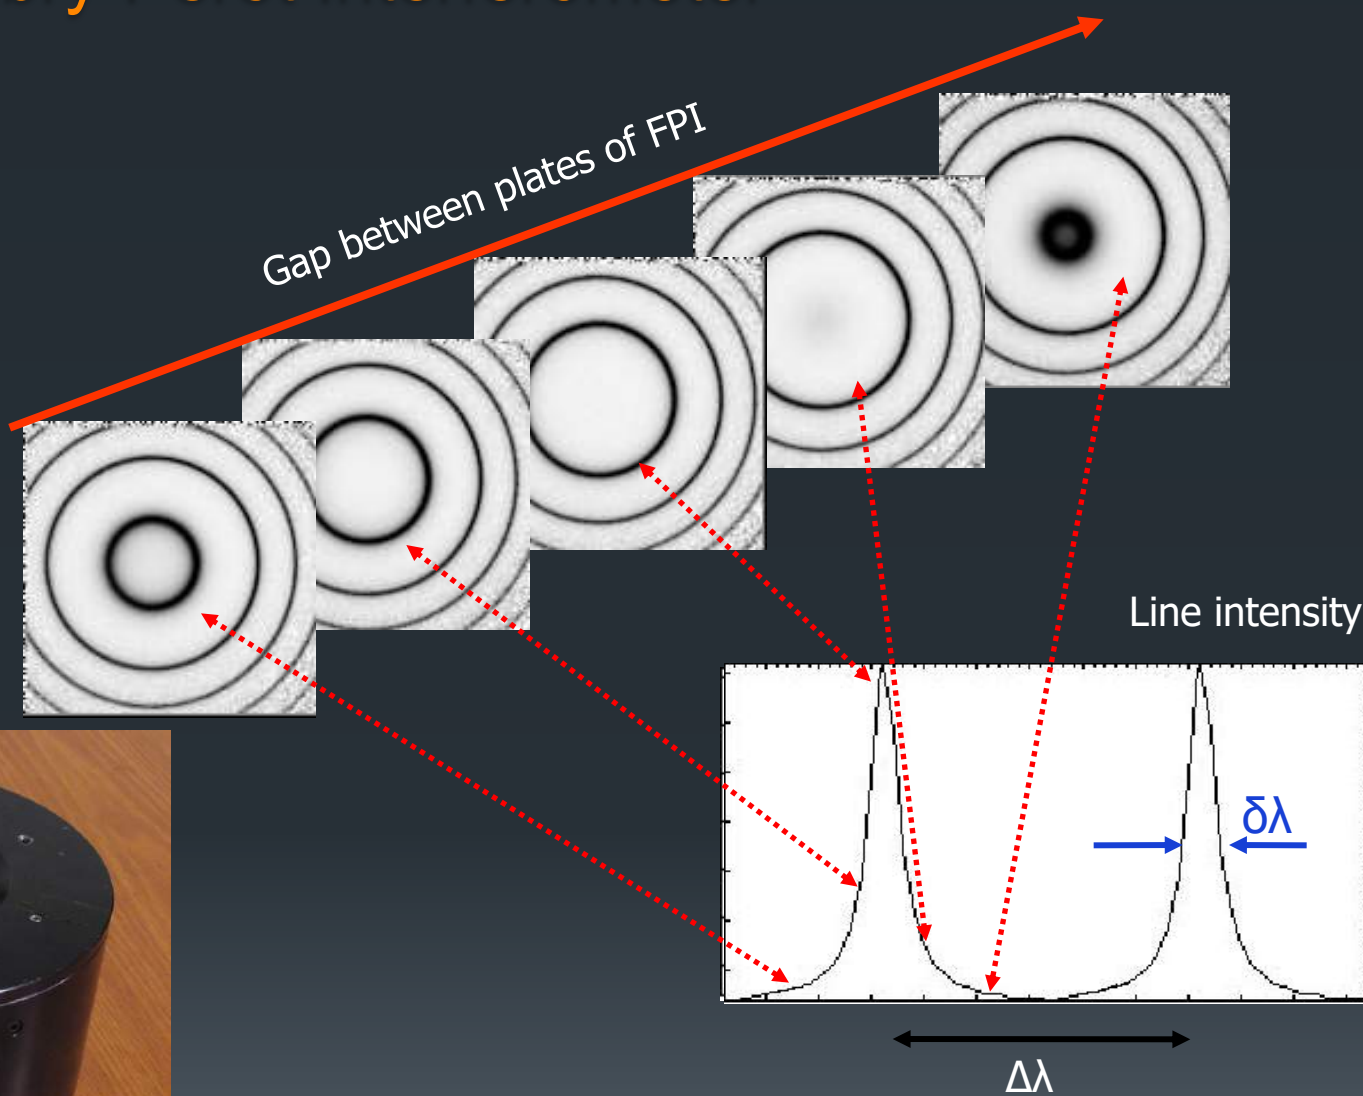 Gap between plates of FPI
Line intensity
δλ
Δλ